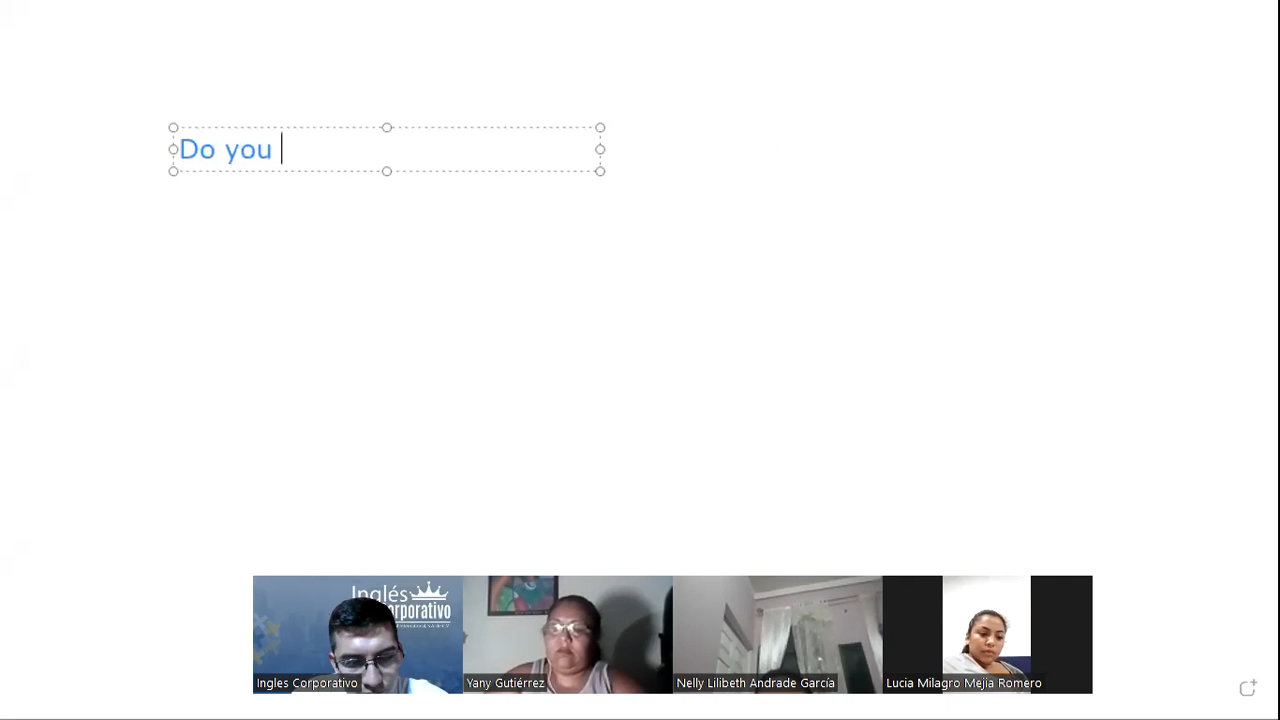 Do you
Inglés
orporativo
Ingles Corporativo
Yany Gutiérrez
Nelly Lilibeth Andrade García
Lucia Milagro Mejia Romero